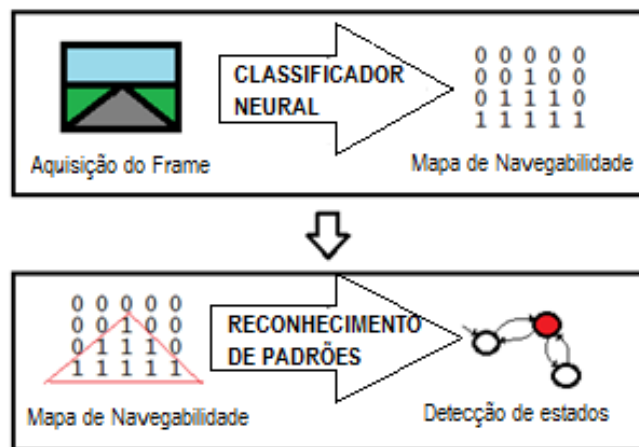 CLASSIFICADOR
NEURAL
0 0 0 0 0
0 0 1 0 0
0 1 1 1 0
1 1 1 1 1
Aquisição do Frame
Mapa de Navegabilidade
0 0 0 0 0
0 0 1 0 0
0 1 1 1 0
1 1 1 1 1
RECONHECIMENTO
DE PADRÕES
Mapa de Navegabilidade
Detecção de estados